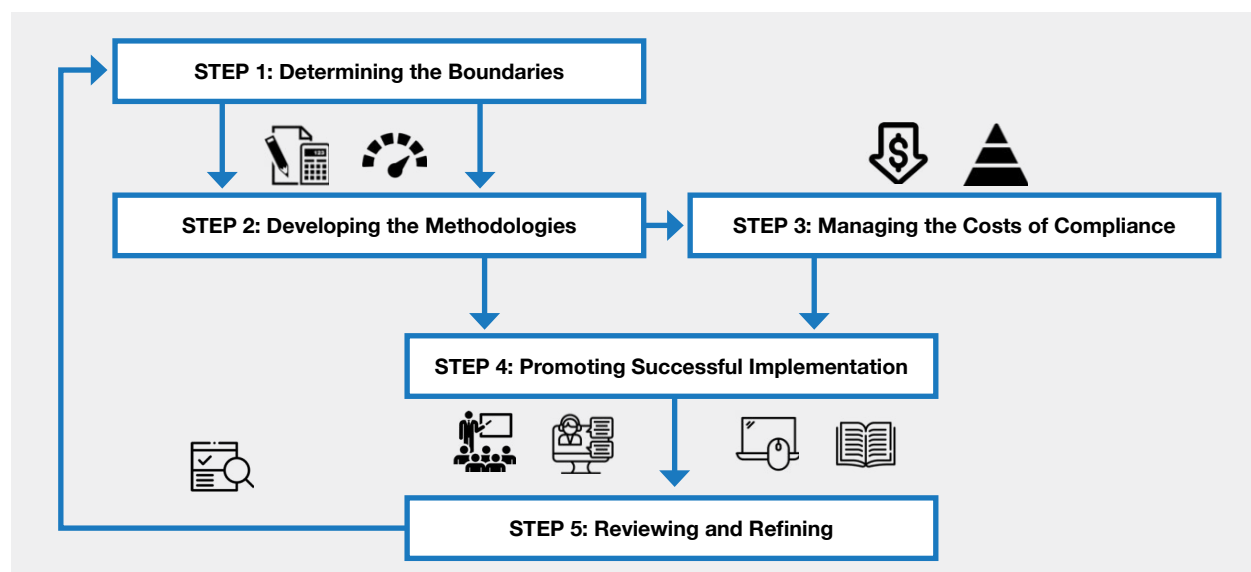 STEP 1: Determining the Boundaries
STEP 2: Developing the Methodologies
STEP 3: Managing the Costs of Compliance
STEP 4: Promoting Successful Implementation
STEP 5: Reviewing and Refining